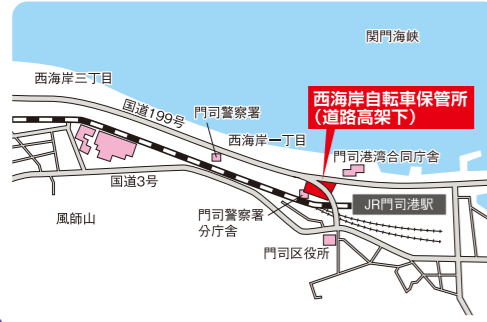 関門海峡
西海岸三丁目
国道199号
門司警察署
西海岸自転車保管所
（道路高架下）
西海岸一丁目
門司港湾合同庁舎
国道3号
JR門司港駅
風師山
門司警察署
分庁舎
門司区役所